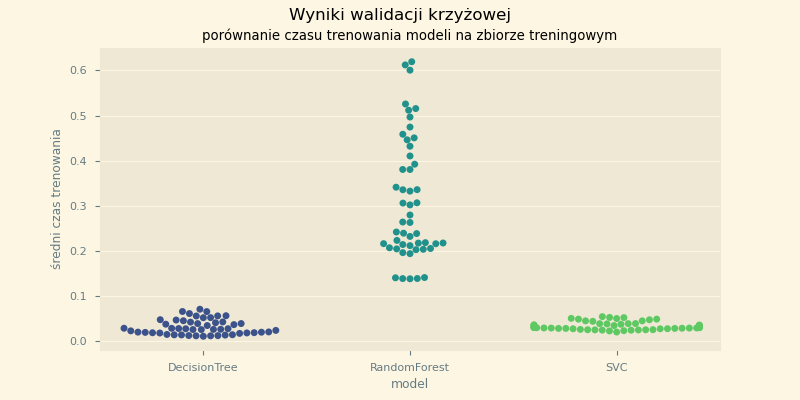 Wyniki walidacji krzyżowej
porównanie czasu trenowania modeli na zbiorze treningowym
średni czas trenowania
0.6
0.5
0.4
0.3
0.2
0.1
0.0
DecisionTree
RandomForest
SVC
model